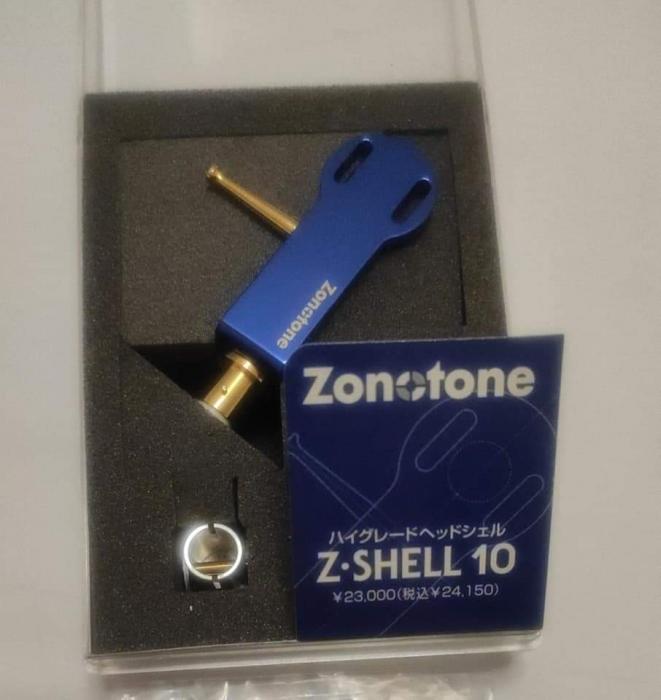 Zonotone
Zonotone
ハイグレードヘッドシェル
Z・SHELL 10
¥23,000(税込¥24,150)